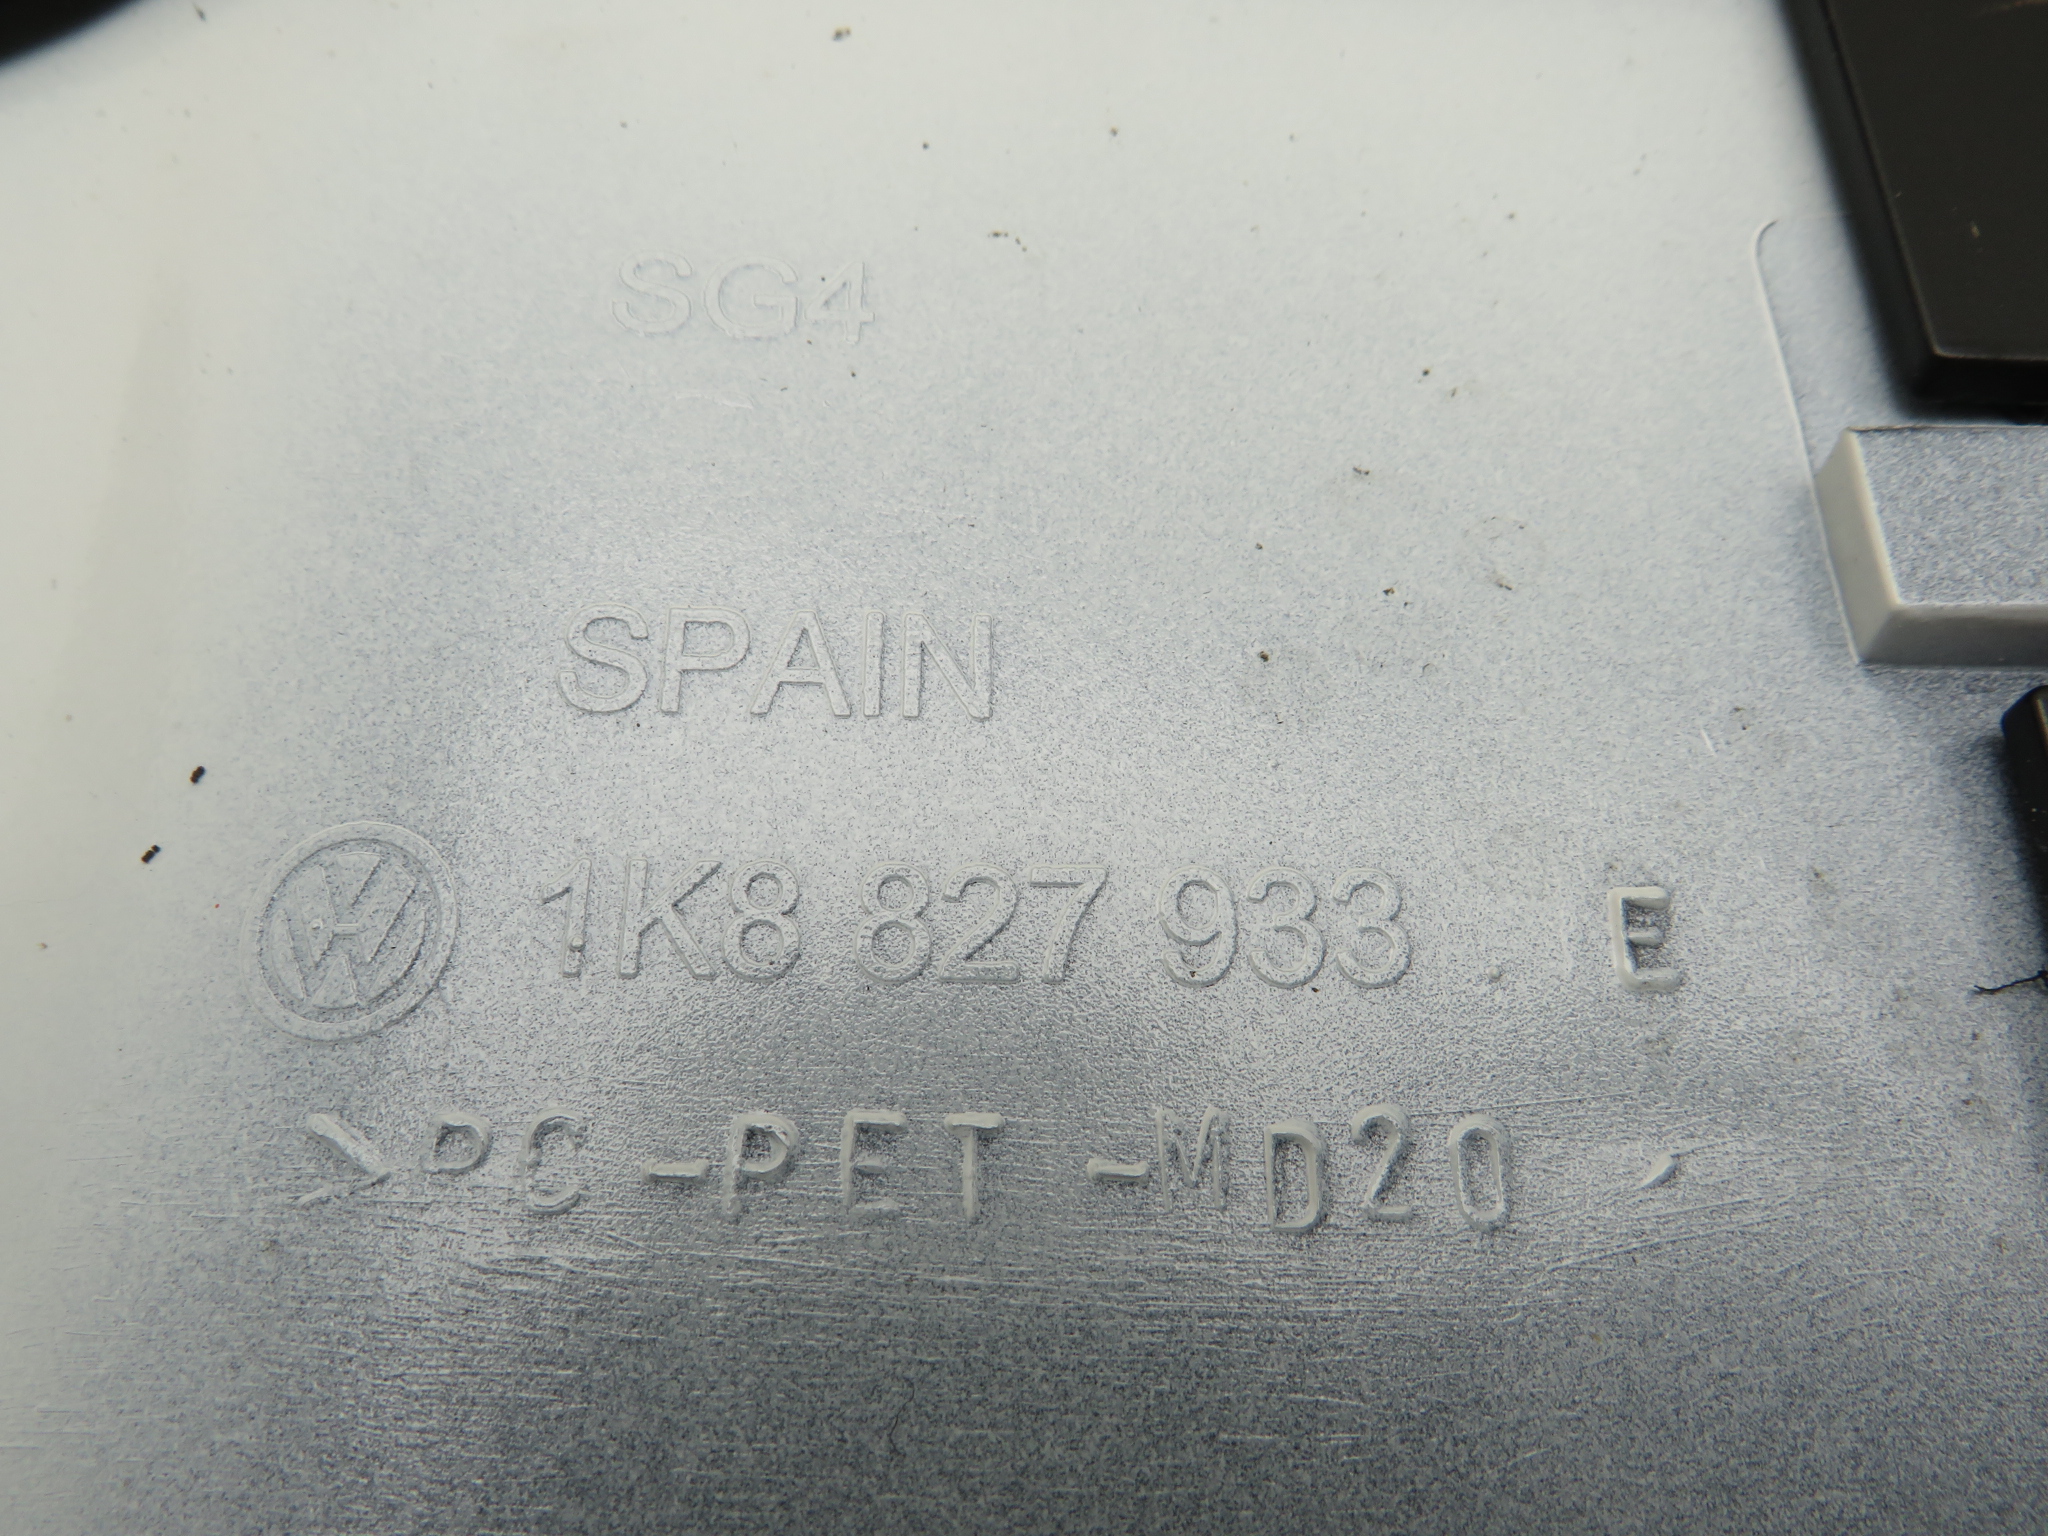 SG4
SPAIN
1K8 827 933 E
>PC-PET-MD20